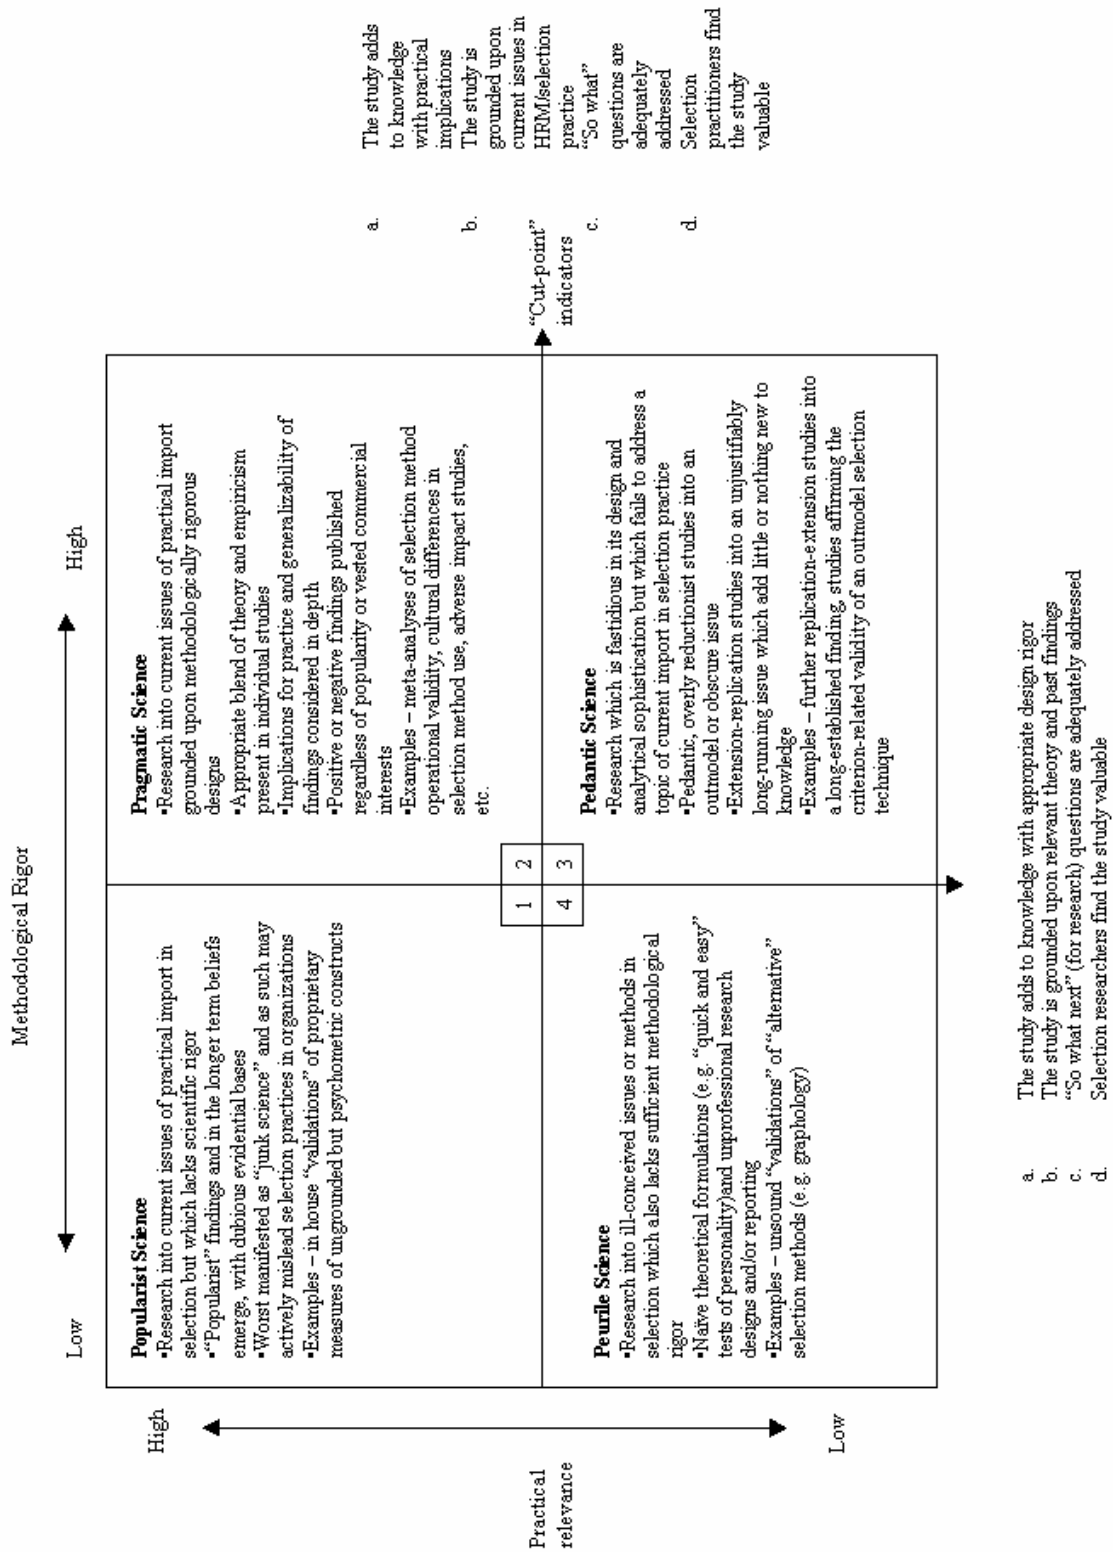 Methodological Rigor
Low
High
Practical
relevance
High
Low
Popularist Science
▪Research into current issues of practical import in
selection but which lacks scientific rigor
▪“Popularist” findings and in the longer term beliefs
emerge, with dubious evidential bases
▪Worst manifested as “junk science” and as such may
actively mislead selection practices in organizations
▪Examples – in house “validations” of proprietary
measures of ungrounded but psychometric constructs
Pragmatic Science
▪Research into current issues of practical import
grounded upon methodologically rigorous
designs
▪Appropriate blend of theory and empiricism
present in individual studies
▪Implications for practice and generalizability of
findings considered in depth
▪Positive or negative findings published
regardless of popularity or vested commercial
interests
▪Examples – meta-analyses of selection method
operational validity, cultural differences in
selection method use, adverse impact studies,
etc.
1 2
4 3
Peurile Science
▪Research into ill-conceived issues or methods in
selection which also lacks sufficient methodological
rigor
▪Naïve theoretical formulations (e.g. “quick and easy”
tests of personality)and unprofessional research
designs and/or reporting
▪Examples – unsound “validations” of “alternative”
selection methods (e.g. graphology)
Pedantic Science
▪Research which is fastidious in its design and
analytical sophistication but which fails to address a
topic of current import in selection practice
▪Pedantic, overly reductionist studies into an
outmodel or obscure issue
▪Extension-replication studies into an unjustifiably
long-running issue which add little or nothing new to
knowledge
▪Examples – further replication-extension studies into
a long-established finding, studies affirming the
criterion-related validity of an outmodel selection
technique
“Cut-point”
indicators
a. The study adds
to knowledge
with practical
implications
b. The study is
grounded upon
current issues in
HRM/selection
practice
c. “So what”
questions are
adequately
addressed
d. Selection
practitioners find
the study
valuable
a. The study adds to knowledge with appropriate design rigor
b. The study is grounded upon relevant theory and past findings
c. “So what next” (for research) questions are adequately addressed
d. Selection researchers find the study valuable